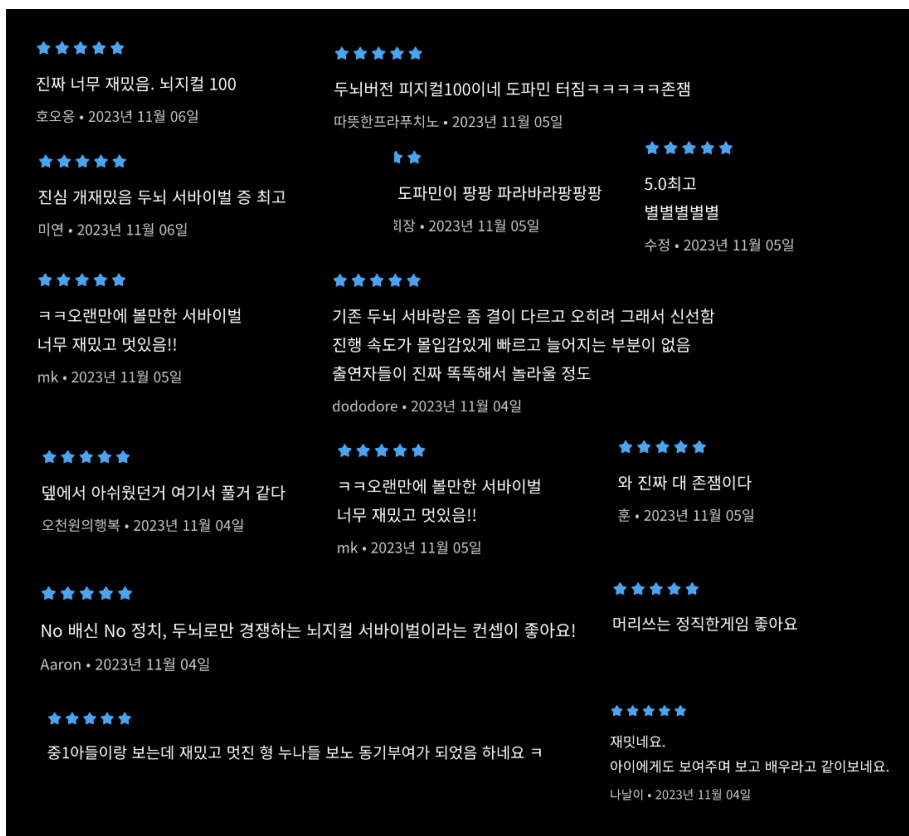 진짜 너무 재밌음. 뇌지컬 100
호오옹 • 2023년 11월 06일
두뇌버전 피지컬100이네 도파민 터짐ㅋㅋㅋㅋㅋ존잼
따뜻한프라푸치노 • 2023년 11월 05일
진심 개재밌음 두뇌 서바이벌 증 최고
미연 • 2023년 11월 06일
도파민이 팡팡 파라바라팡팡팡
회장 • 2023년 11월 05일
5.0최고
별별별별별
수정 • 2023년 11월 05일
ㅋㅋ오랜만에 볼만한 서바이벌
너무 재밌고 멋있음!!
mk • 2023년 11월 05일
기존 두뇌 서바랑은 좀 결이 다르고 오히려 그래서 신선함
진행 속도가 몰입감있게 빠르고 늘어지는 부분이 없음
출연자들이 진짜 똑똑해서 놀라울 정도
dododore • 2023년 11월 04일
뎊에서 아쉬웠던거 여기서 풀거 같다
오천원의행복 • 2023년 11월 04일
ㅋㅋ오랜만에 볼만한 서바이벌
너무 재밌고 멋있음!!
mk • 2023년 11월 05일
와 진짜 대 존잼이다
훈 • 2023년 11월 05일
No 배신 No 정치, 두뇌로만 경쟁하는 뇌지컬 서바이벌이라는 컨셉이 좋아요!
Aaron • 2023년 11월 04일
머리쓰는 정직한게임 좋아요
중1아들이랑 보는데 재밌고 멋진 형 누나들 보노 동기부여가 되었음 하네요 ㅋ
재밋네요.
아이에게도 보여주며 보고 배우라고 같이보네요.
나날이 • 2023년 11월 04일